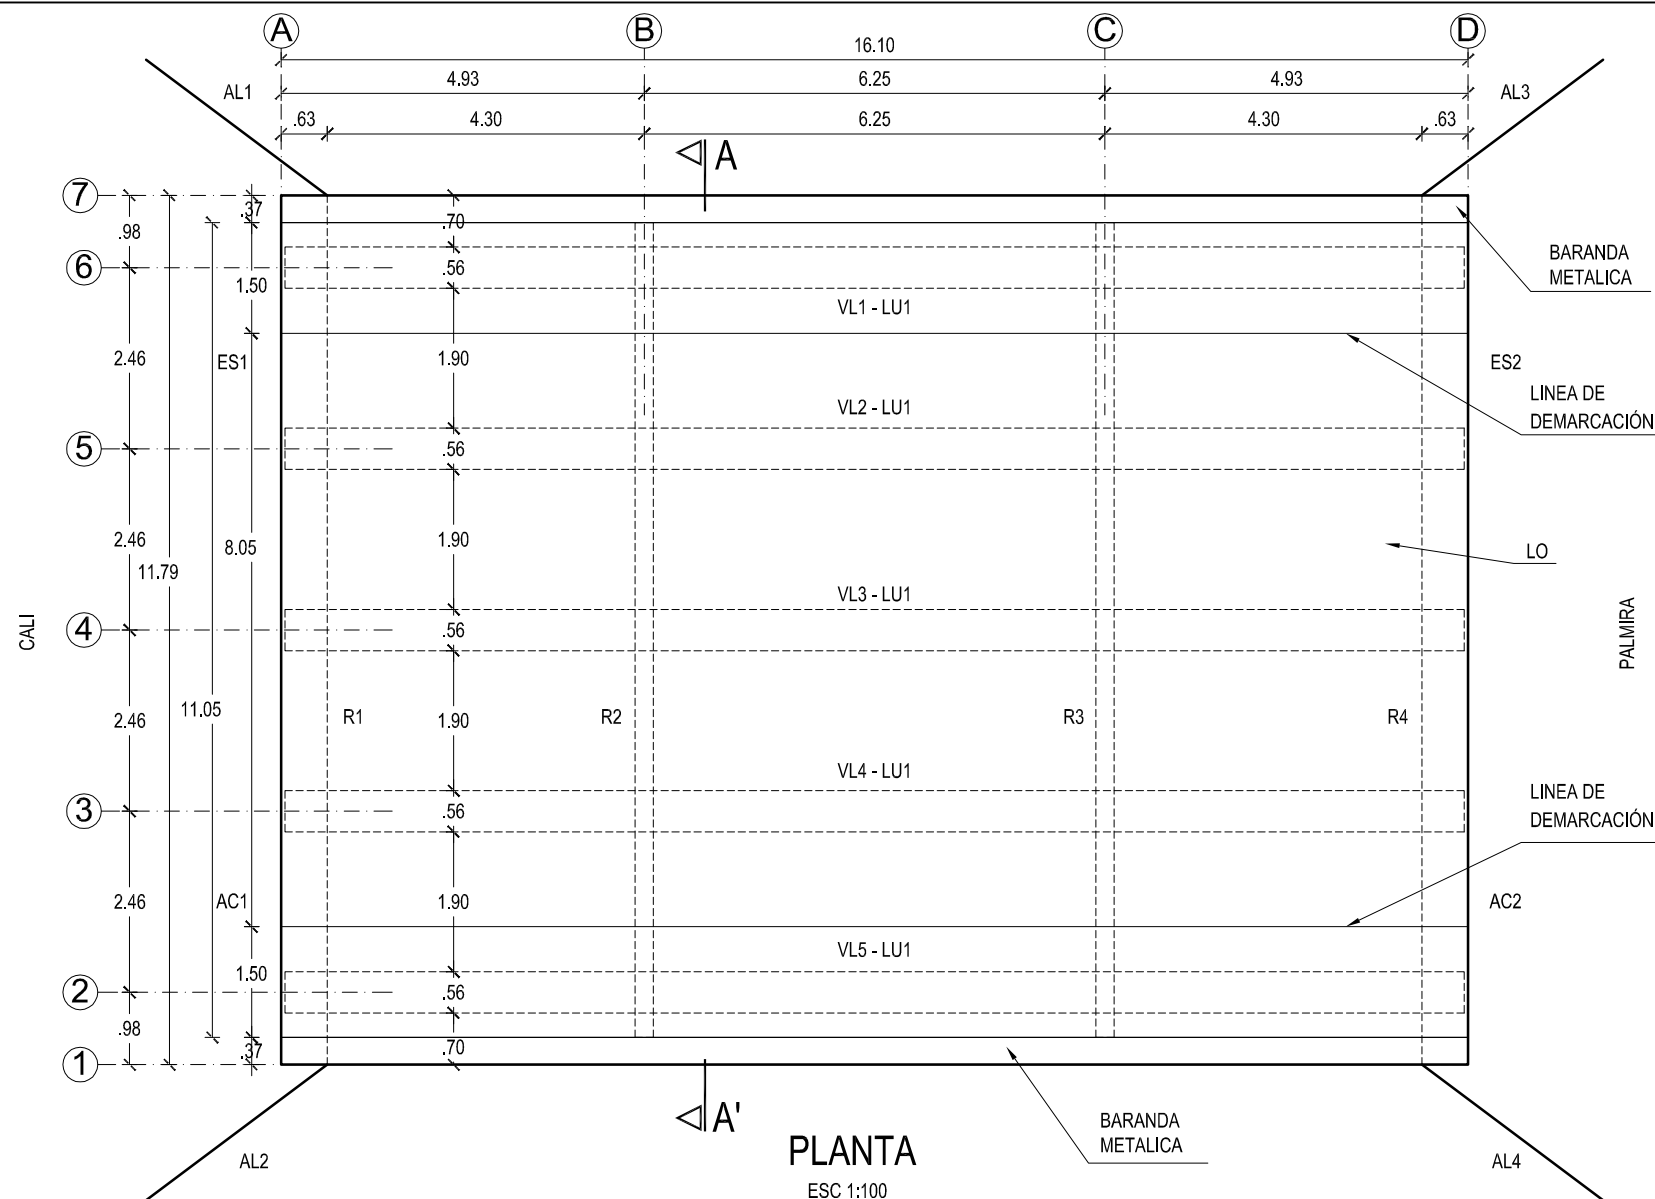 A
B
C
D
16.10
4.93
6.25
4.93
.63
4.30
6.25
4.30
.63
AL1
AL3
A
7
.37
.70
.98
6
.56
1.50
BARANDA
METALICA
VL1 - LU1
2.46
ES1
1.90
ES2
LINEA DE
DEMARCACIÓN
VL2 - LU1
5
.56
2.46
8.05
1.90
LO
11.79
VL3 - LU1
CALI
4
.56
PALMIRA
2.46
11.05
R1
1.90
R2
R3
R4
VL4 - LU1
3
.56
LINEA DE
DEMARCACIÓN
2.46
AC1
1.90
AC2
VL5 - LU1
1.50
2
.56
.98
.37
.70
1
A'
BARANDA
METALICA
PLANTA
ESC 1:100
AL2
AL4